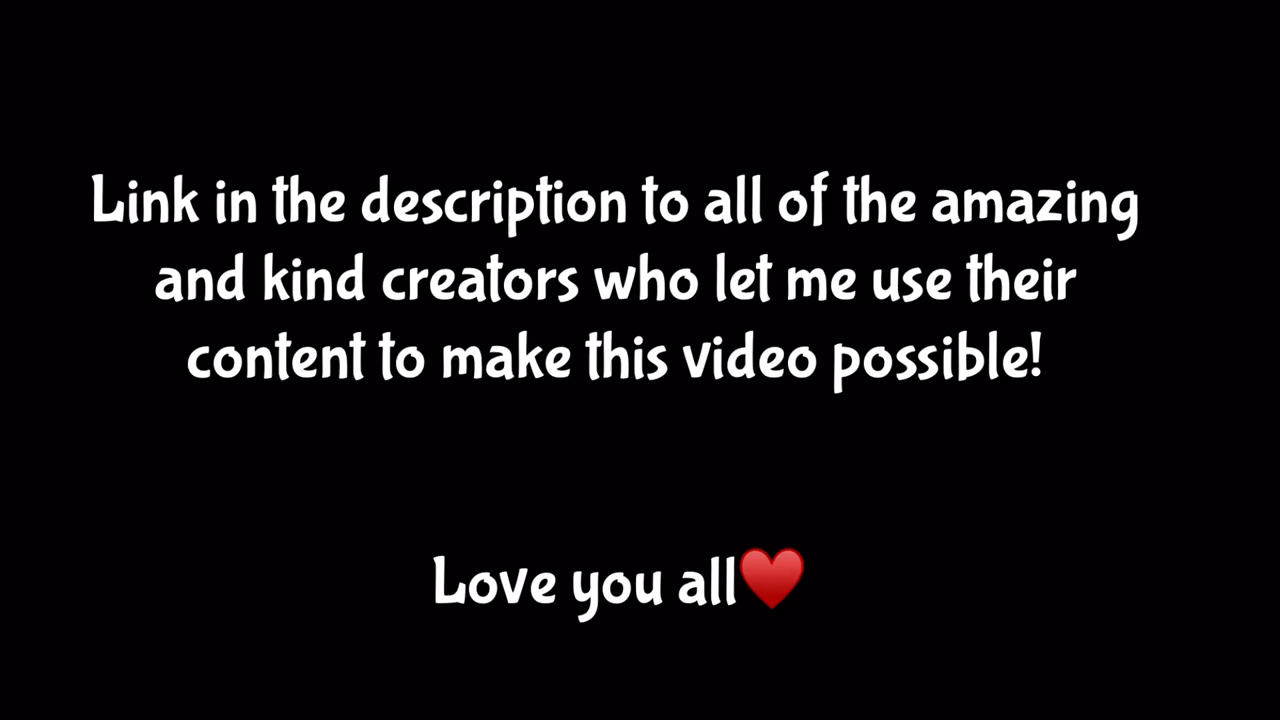 Link in the description to all of the amazing
and kind creators who let me use their
content to make this video possible!
Love you all♥️